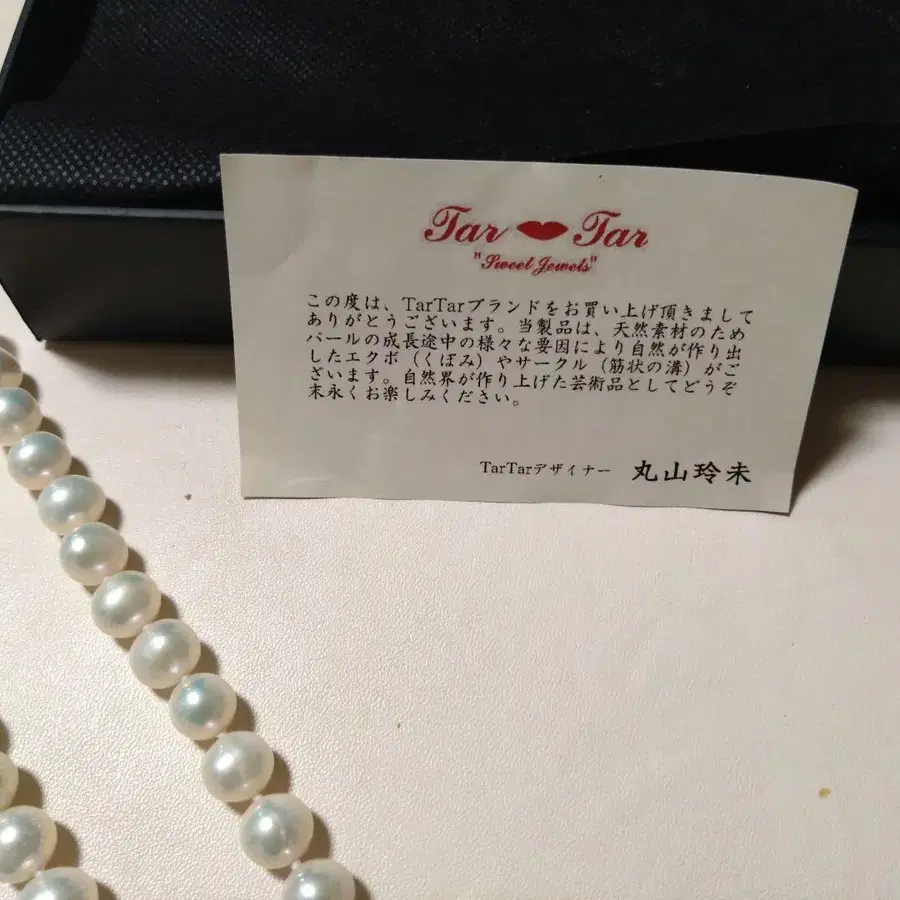 Tar Tar
"Sweet Jewels"
この度は、TarTarブランドをお買い上げ頂きまして
ありがとうございます。当製品は、天然素材のため
パールの成長途中の様々な要因により自然が作り出
したエクボ（くぼみ）やサークル（筋状の溝）がご
ざいます。自然界が作り上げた芸術品としてどうぞ
末永くお楽しみください。
TarTarデザイナー 丸山玲未